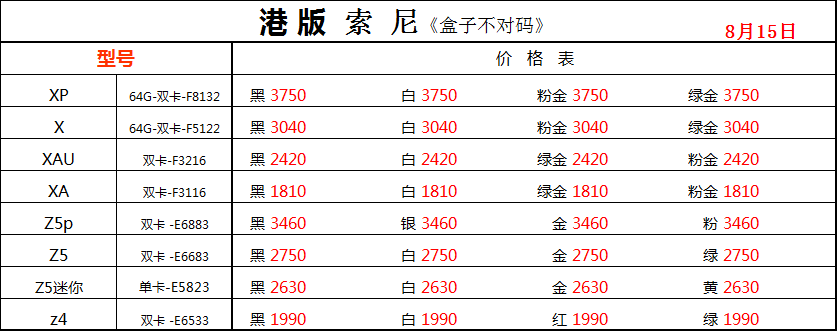 港版 索 尼《盒子不对码》 8月15日
型号 价 格 表
XP 64G-双卡-F8132 黑 3750 白 3750 粉金 3750 绿金 3750
X 64G-双卡-F5122 黑 3040 白 3040 粉金 3040 绿金 3040
XAU 双卡-F3216 黑 2420 白 2420 绿金 2420 粉金 2420
XA 双卡-F3116 黑 1810 白 1810 绿金 1810 粉金 1810
Z5p 双卡 -E6883 黑 3460 银 3460 金 3460 粉 3460
Z5 双卡 -E6683 黑 2750 白 2750 金 2750 绿 2750
Z5迷你 单卡-E5823 黑 2630 白 2630 金 2630 黄 2630
z4 双卡 -E6533 黑 1990 白 1990 红 1990 绿 1990